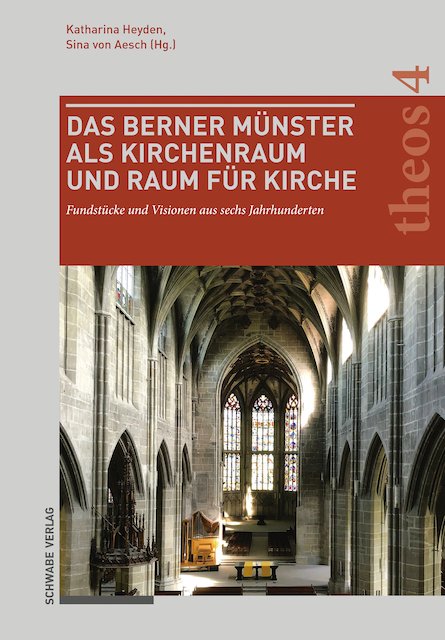 Katharina Heyden,
Sina von Aesch (Hg.)
theos 4
DAS BERNER MÜNSTER
ALS KIRCHENRAUM
UND RAUM FÜR KIRCHE
Fundstücke und Visionen aus sechs Jahrhunderten
SCHWABE VERLAG